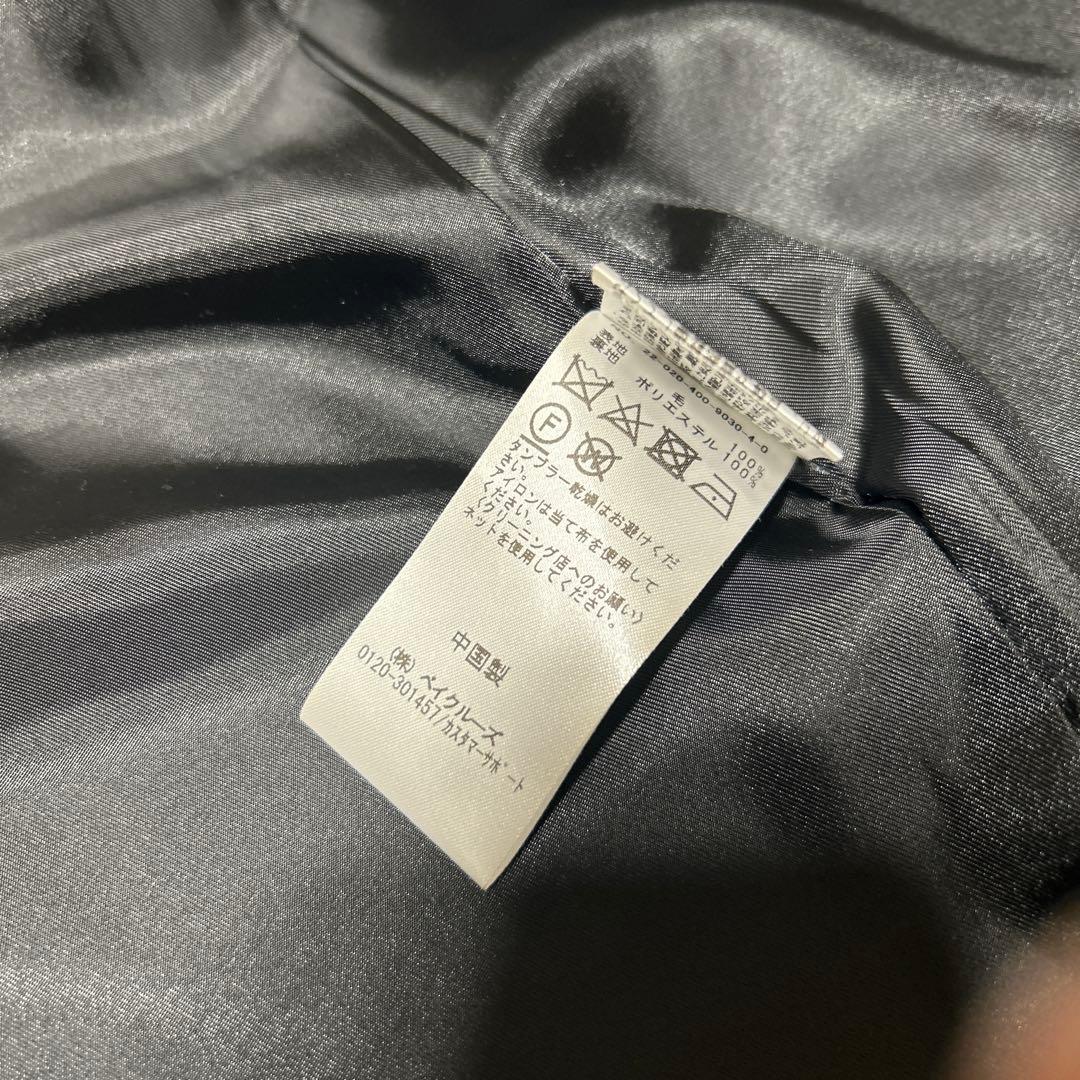 22-020-400-9030-4-0
表地 毛 100%
裏地 ポリエステル 100%
F
W
タンブラー乾燥はお避けくだ
さい。
アイロンは当て布を使用して
ください。
〈クリーニング店へのお願い〉
ネットを使用してください。
中国製
(株)ベイクルーズ
0120-301457/カスタマーサポート